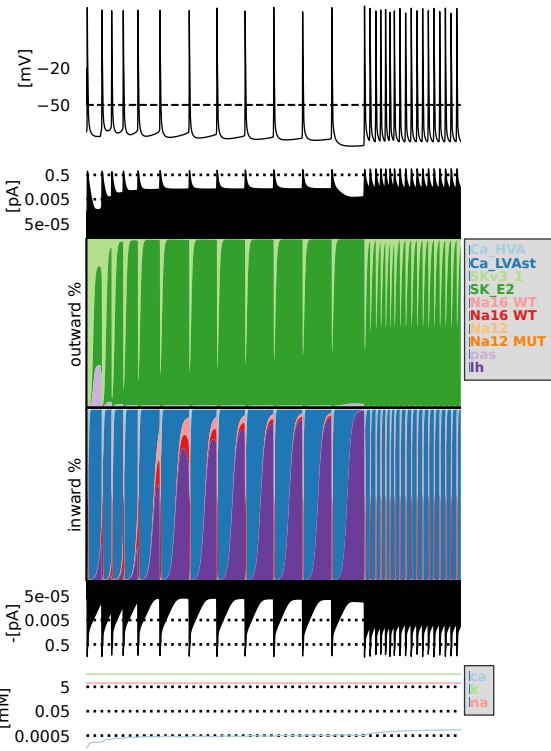 [mV]
−20
−50
[pA]
0.5
0.005
5e-05
outward %
Ca_HVA
Ca_LVAst
SKv3_1
SK_E2
Na16 WT
Na16 WT
Na12
Na12 MUT
pas
Ih
inward %
-[pA]
5e-05
0.005
0.5
[mM]
5
0.05
0.0005
ca
k
na